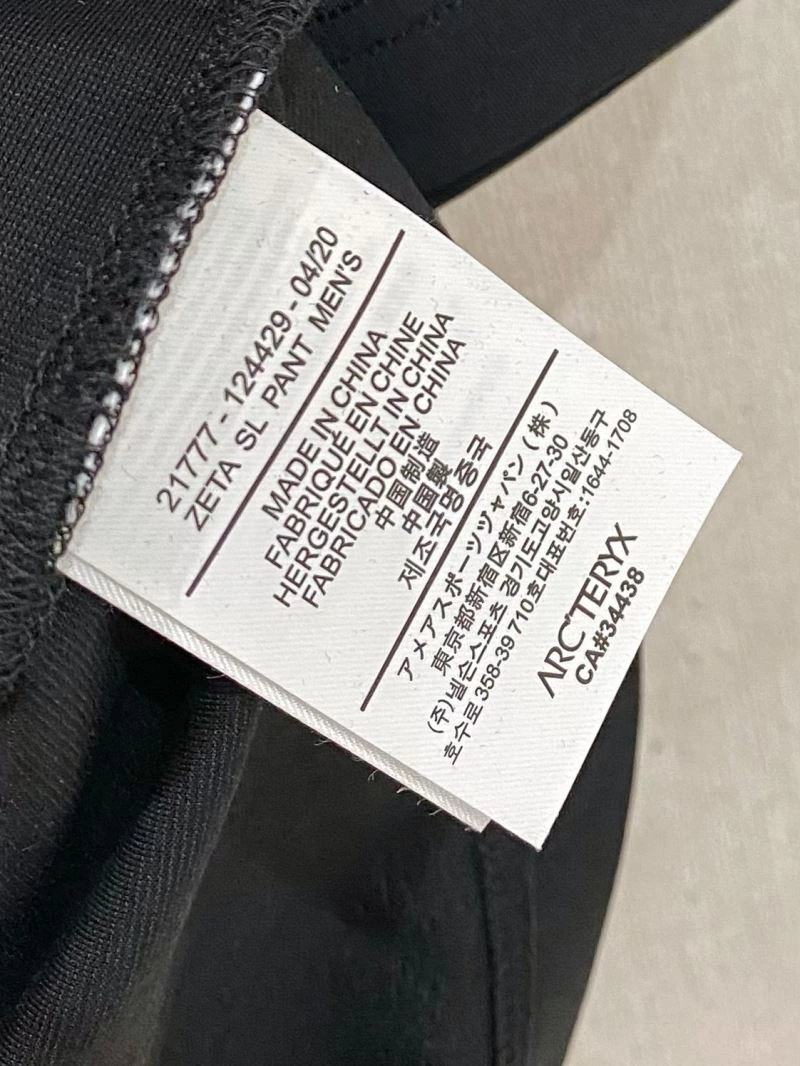 21777 - 124429 - 04/20
ZETA SL PANT MEN'S
MADE IN CHINA
FABRIQUÉ EN CHINE
HERGESTELLT IN CHINA
FABRICADO EN CHINA
中国制造
中國製
제조국명:중국
アメアスポーツジャパン(株)
東京都新宿区新宿6-27-30
(주)넬슨스포츠 경기도고양시일산동구
호수로 358-39 710호대표번호:1644-1708
ARC'TERYX
CA#34438